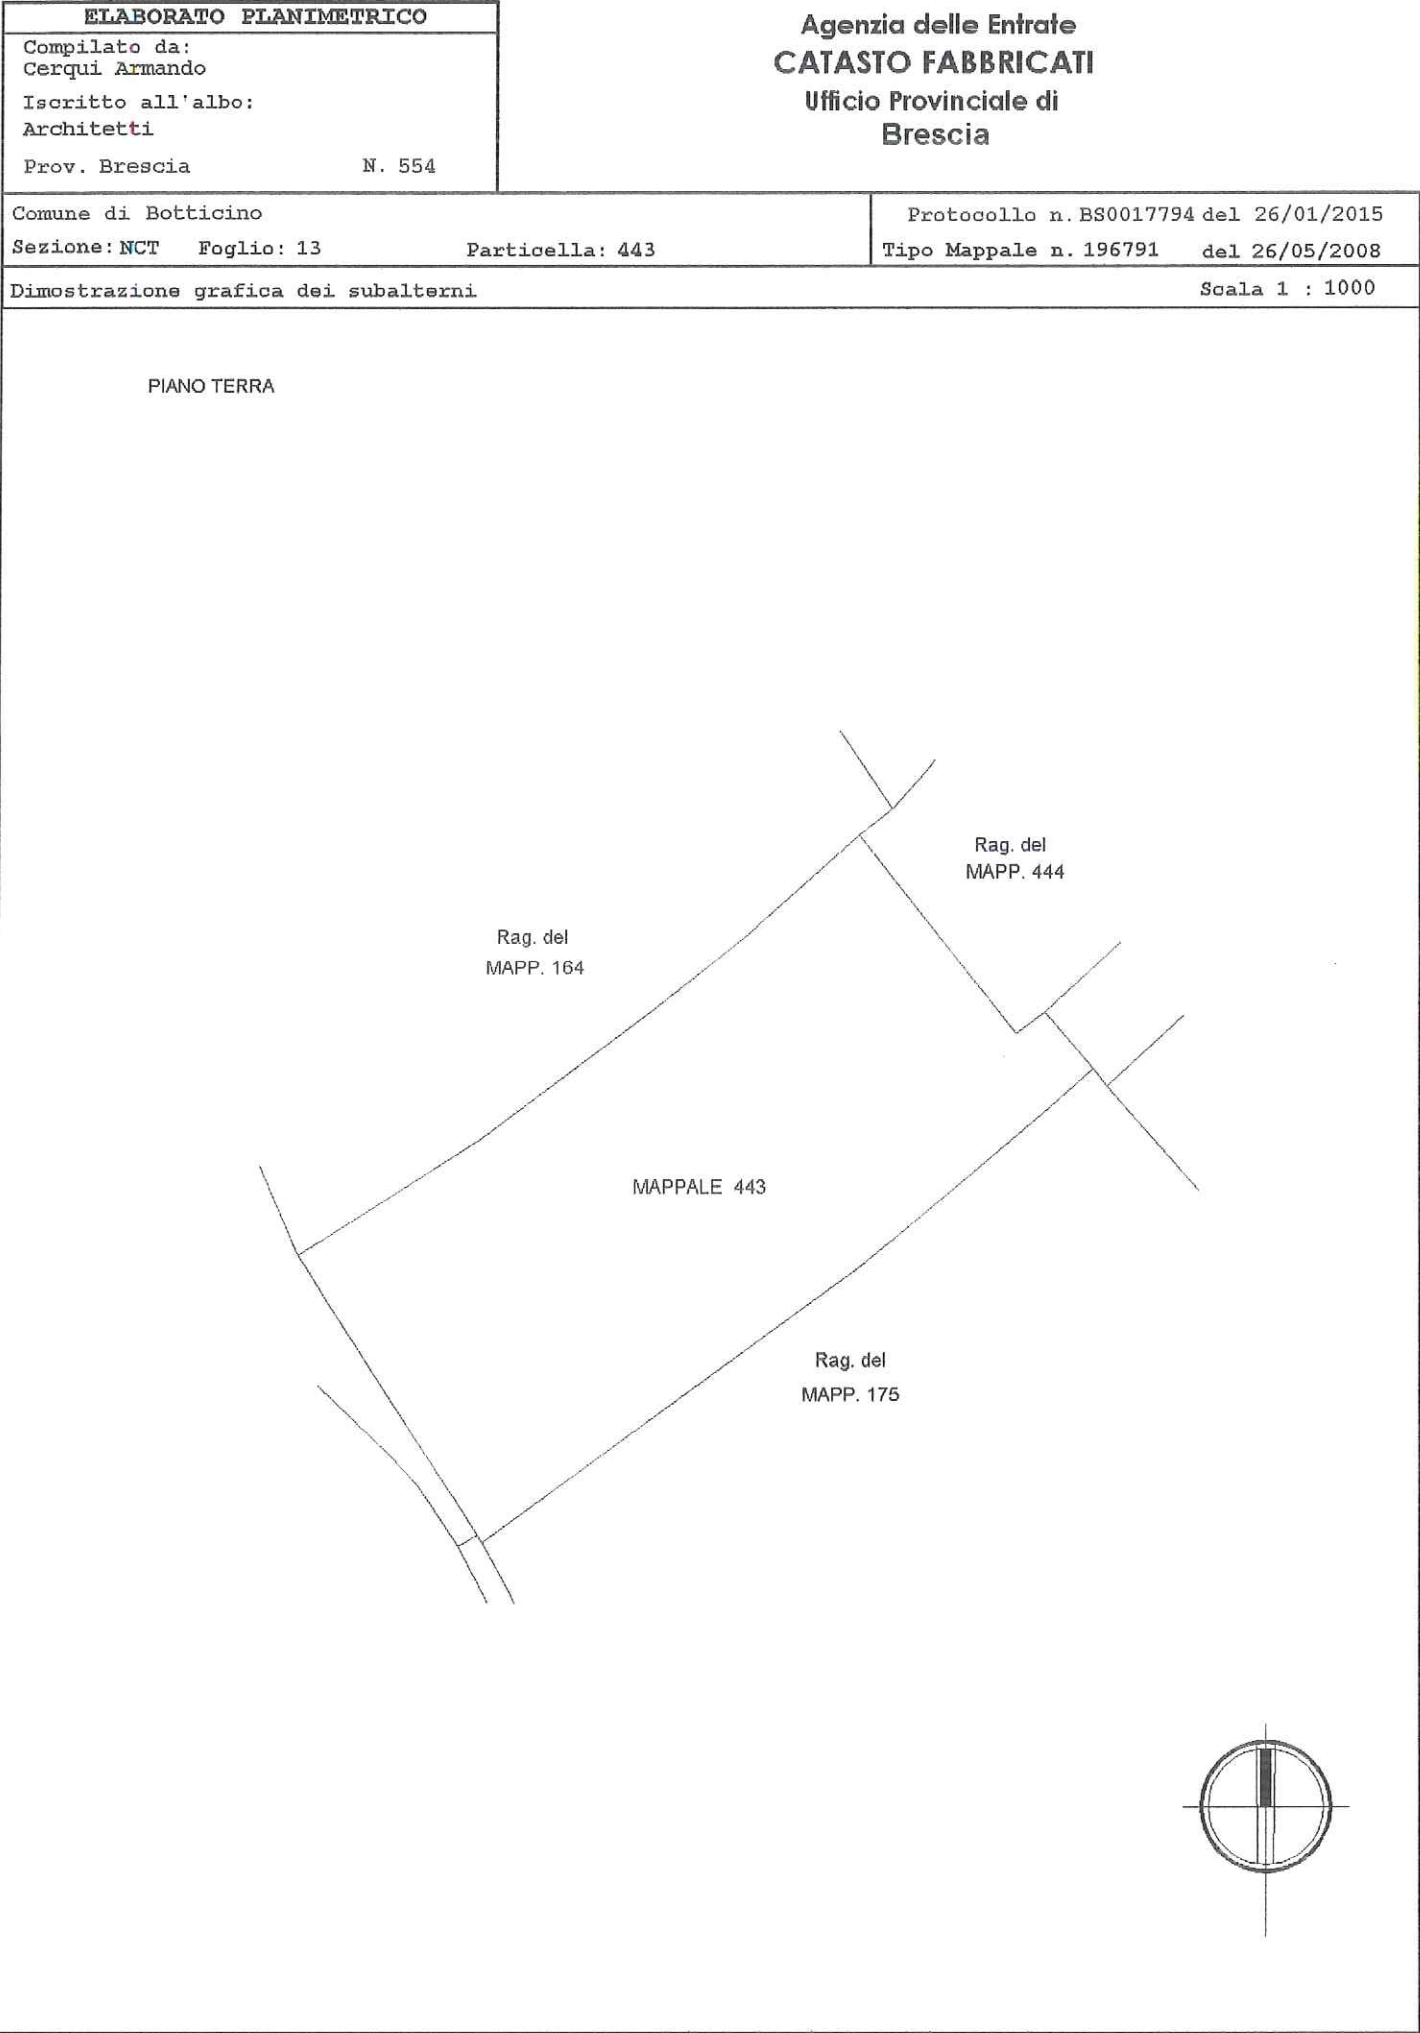 ELABORATO PLANIMETRICO
Compilato da:
Cerqui Armando
Iscritto all'albo:
Architetti
Prov. Brescia N. 554
Agenzia delle Entrate
CATASTO FABBRICATI
Ufficio Provinciale di
Brescia
Comune di Botticino
Sezione: NCT Foglio: 13 Particella: 443
Protocollo n. BS0017794 del 26/01/2015
Tipo Mappale n. 196791 del 26/05/2008
Dimostrazione grafica dei subalterni Scala 1 : 1000
PIANO TERRA
Rag. del
MAPP. 444
Rag. del
MAPP. 164
MAPPALE 443
Rag. del
MAPP. 175